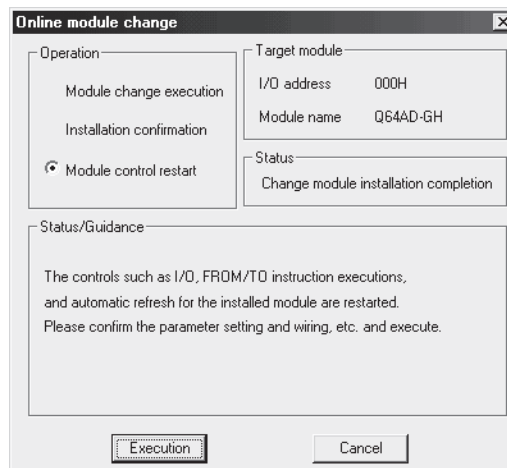 Online module change
Operation
Module change execution
Installation confirmation
Module control restart
Target module
I/O address 000H
Module name Q64AD-GH
Status
Change module installation completion
Status/Guidance
The controls such as I/O, FROM/TO instruction executions,
and automatic refresh for the installed module are restarted.
Please confirm the parameter setting and wiring, etc. and execute.
Execution Cancel